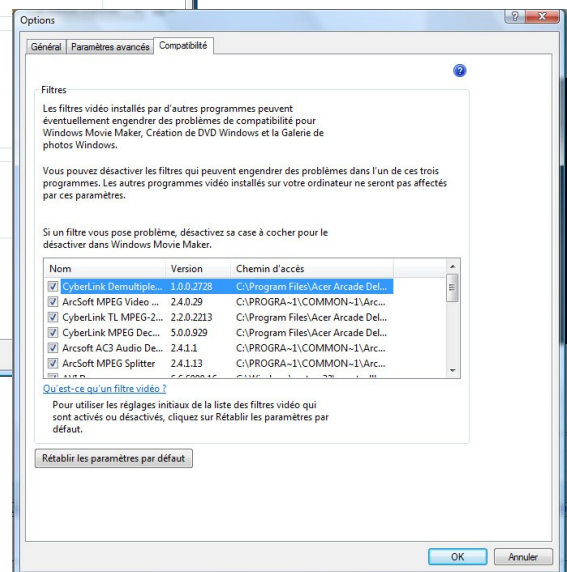 Options
Général Paramètres avancés Compatibilité
Filtres
Les filtres vidéo installés par d'autres programmes peuvent
éventuellement engendrer des problèmes de compatibilité pour
Windows Movie Maker, Création de DVD Windows et la Galerie de
photos Windows.
Vous pouvez désactiver les filtres qui peuvent engendrer des problèmes dans l'un de ces trois
programmes. Les autres programmes vidéo installés sur votre ordinateur ne seront pas affectés
par ces paramètres.
Si un filtre vous pose problème, désactivez sa case à cocher pour le
désactiver dans Windows Movie Maker.
Nom Version Chemin d'accès
CyberLink Demultiple... 1.0.0.2728 C:\Program Files\Acer Arcade Del...
ArcSoft MPEG Video ... 2.4.0.29 C:\PROGRA~1\COMMON~1\Arc...
CyberLink TL MPEG-2... 2.2.0.2213 C:\Program Files\Acer Arcade Del...
CyberLink MPEG Dec... 5.0.0.929 C:\Program Files\Acer Arcade Del...
Arcsoft AC3 Audio De... 2.4.1.1 C:\PROGRA~1\COMMON~1\Arc...
ArcSoft MPEG Splitter 2.4.1.13 C:\PROGRA~1\COMMON~1\Arc...
Qu'est-ce qu'un filtre vidéo ?
Pour utiliser les réglages initiaux de la liste des filtres vidéo qui
sont activés ou désactivés, cliquez sur Rétablir les paramètres par
défaut.
Rétablir les paramètres par défaut
OK Annuler